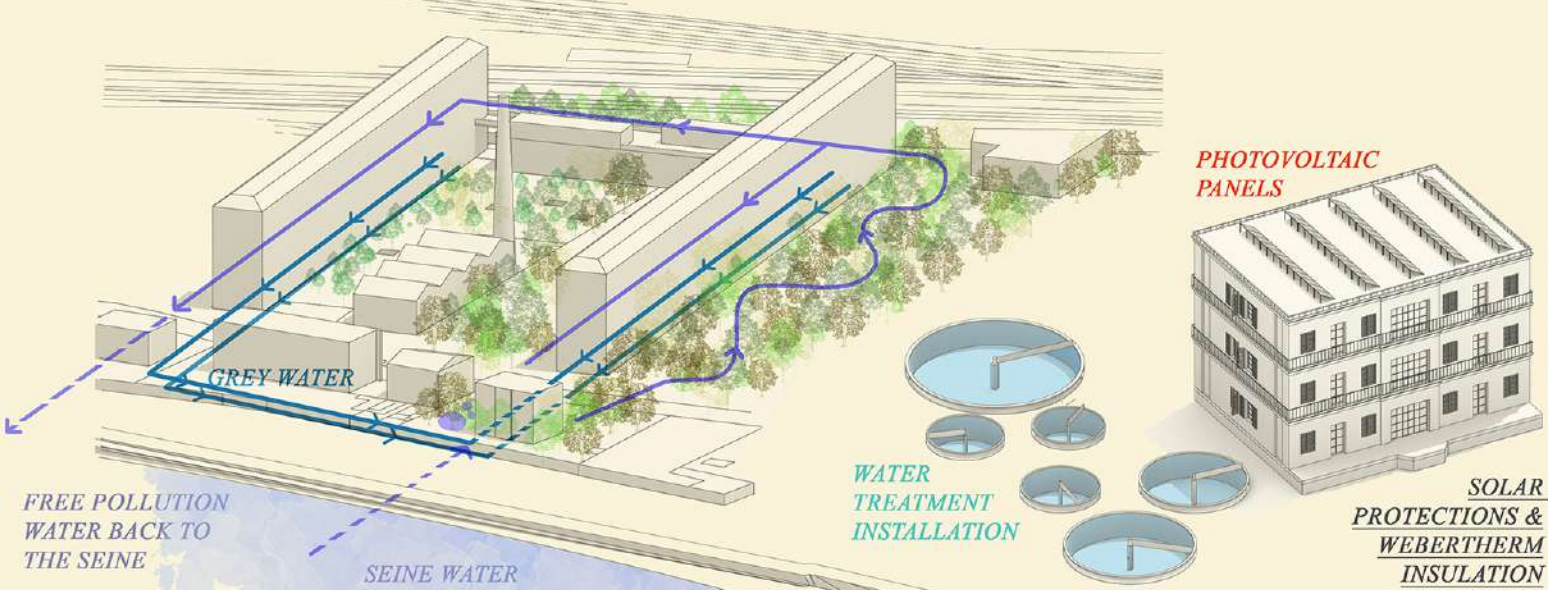 PHOTOVOLTAIC
PANELS
GREY WATER
WATER
TREATMENT
INSTALLATION
FREE POLLUTION
WATER BACK TO
THE SEINE
SEINE WATER
SOLAR
PROTECTIONS &
WEBERTHERM
INSULATION